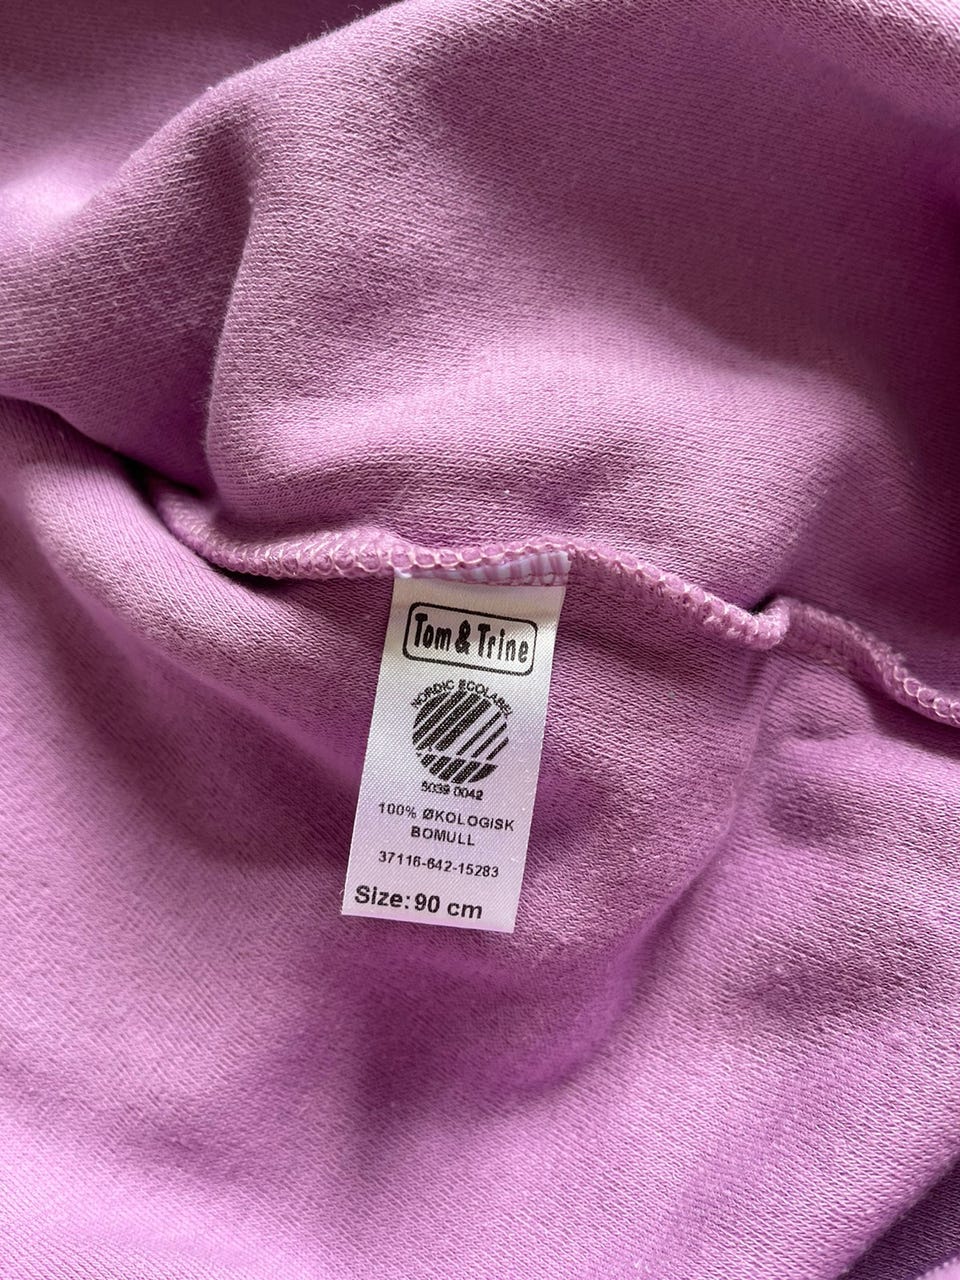 Tom & Trine
NORDIC ECOLABEL
5039 0042
100% ØKOLOGISK
BOMULL
37116-642-15283
Size: 90 cm